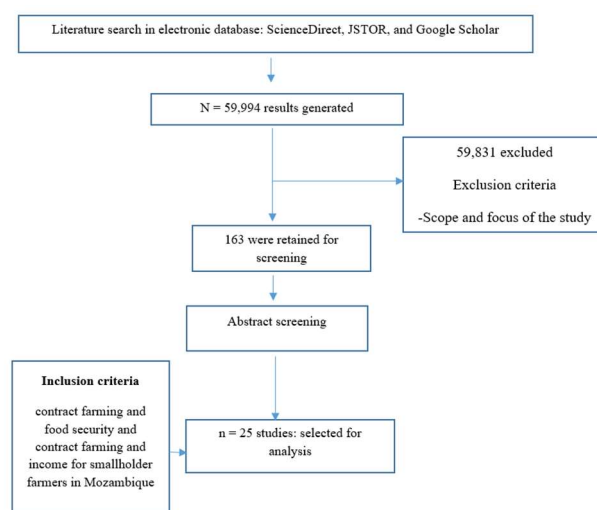 Literature search in electronic database: ScienceDirect, JSTOR, and Google Scholar
N = 59,994 results generated
59,831 excluded
Exclusion criteria
-Scope and focus of the study
163 were retained for
screening
Abstract screening
Inclusion criteria
contract farming and
food security and
contract farming and
income for smallholder
farmers in Mozambique
n = 25 studies: selected for
analysis